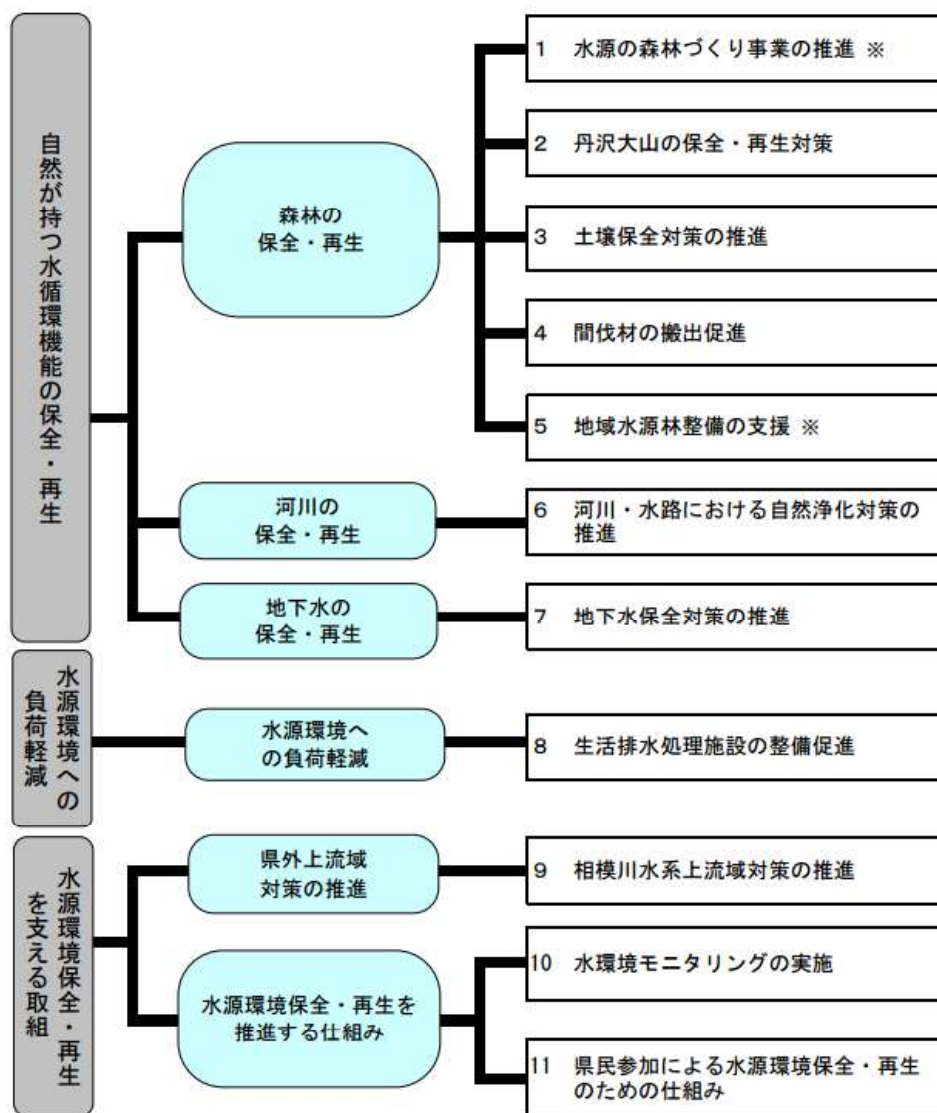 自然が持つ水循環機能の保全・再生
森林の
保全・再生
1 水源の森林づくり事業の推進 ※
2 丹沢大山の保全・再生対策
3 土壌保全対策の推進
4 間伐材の搬出促進
5 地域水源林整備の支援 ※
河川の
保全・再生
6 河川・水路における自然浄化対策の
推進
地下水の
保全・再生
7 地下水保全対策の推進
水源環境への
負荷軽減
水源環境へ
の負荷軽減
8 生活排水処理施設の整備促進
水源環境保全・再生
を支える取組
県外上流域
対策の推進
9 相模川水系上流域対策の推進
水源環境保全・再生を
推進する仕組み
10 水環境モニタリングの実施
11 県民参加による水源環境保全・再生
のための仕組み